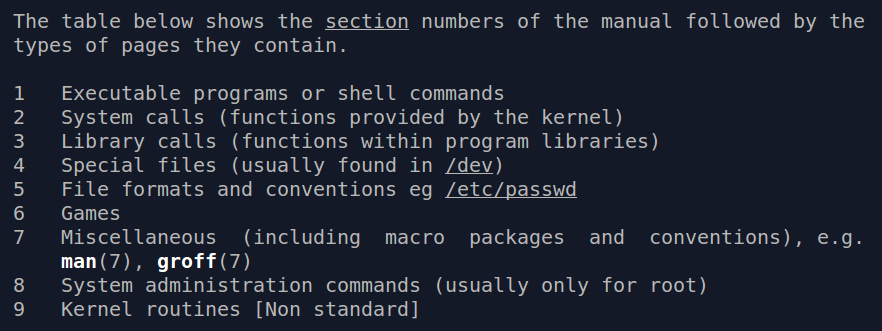 The table below shows the section numbers of the manual followed by the
types of pages they contain.
1 Executable programs or shell commands
2 System calls (functions provided by the kernel)
3 Library calls (functions within program libraries)
4 Special files (usually found in /dev)
5 File formats and conventions eg /etc/passwd
6 Games
7 Miscellaneous (including macro packages and conventions), e.g.
man(7), groff(7)
8 System administration commands (usually only for root)
9 Kernel routines [Non standard]